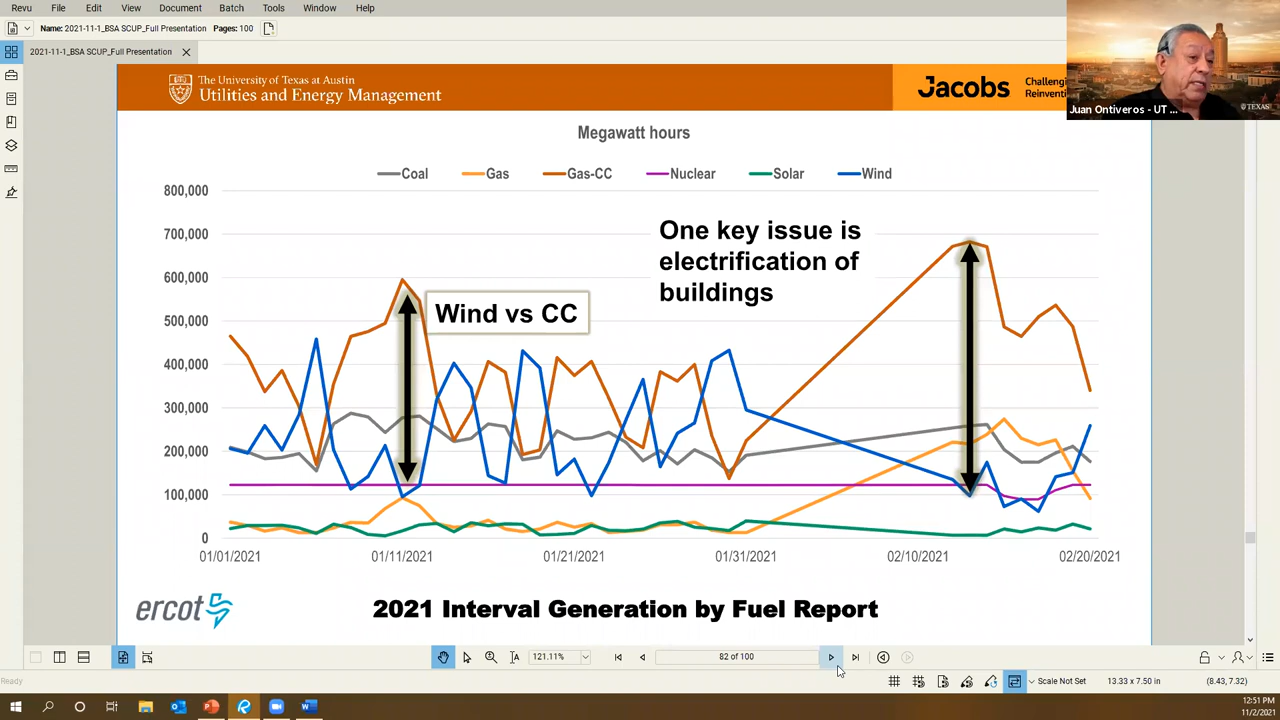 Revu File Edit View Document Batch Tools Window Help
Name: 2021-11-1_BSA SCUP_Full Presentation Pages: 100
2021-11-1_BSA SCUP_Full Presentation
The University of Texas at Austin
Utilities and Energy Management
Jacobs
Challengi
Reinvent
Juan Ontiveros - UT ...
TEXAS
Megawatt hours
Coal Gas Gas-CC Nuclear Solar Wind
800,000
700,000
600,000
500,000
400,000
300,000
200,000
100,000
0
One key issue is
electrification of
buildings
Wind vs CC
01/01/2021 01/11/2021 01/21/2021 01/31/2021 02/10/2021 02/20/2021
ercot
2021 Interval Generation by Fuel Report
121.11%
82 of 100
Ready
Scale Not Set 13.33 x 7.50 in (8.43, 7.32)
12:51 PM
11/2/2021